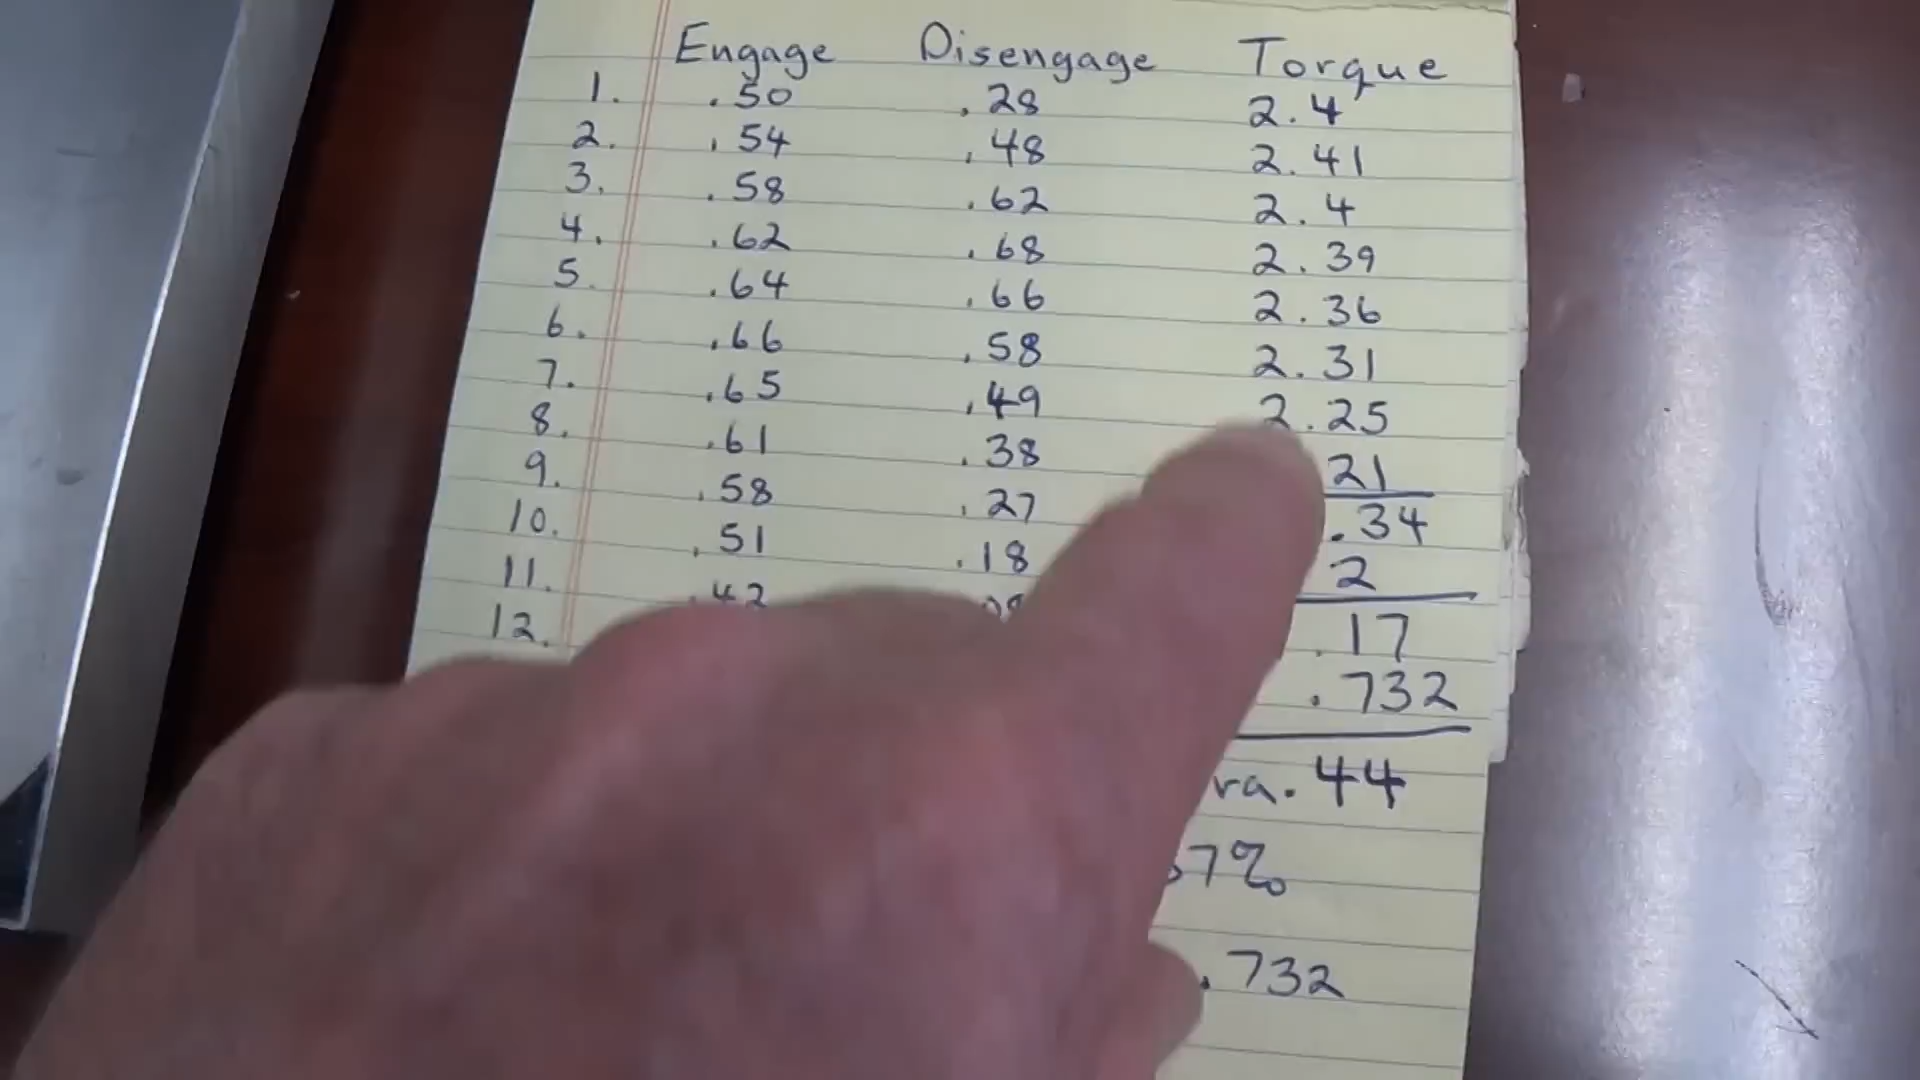 Engage Disengage Torque
1. .50 .28 2.4
2. .54 .48 2.41
3. .58 .62 2.4
4. .62 .68 2.39
5. .64 .66 2.36
6. .66 .58 2.31
7. .65 .49 2.25
8. .61 .38 21
9. .58 .27 .34
10. .51 .18 2
11. .42 .17
12. .732
ra. .44
7%
.732